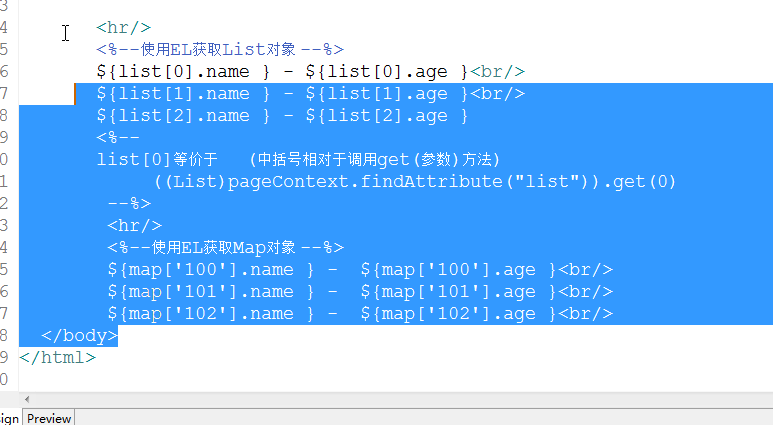 3
4 <hr/>
5 <%--使用EL获取List对象 --%>
6 ${list[0].name } - ${list[0].age }<br/>
7 ${list[1].name } - ${list[1].age }<br/>
8 ${list[2].name } - ${list[2].age }
9 <%--
0 list[0]等价于 (中括号相对于调用get(参数)方法)
1 ((List)pageContext.findAttribute("list")).get(0)
2 --%>
3 <hr/>
4 <%--使用EL获取Map对象 --%>
5 ${map['100'].name } - ${map['100'].age }<br/>
6 ${map['101'].name } - ${map['101'].age }<br/>
7 ${map['102'].name } - ${map['102'].age }<br/>
8 </body>
9 </html>
0
sign Preview